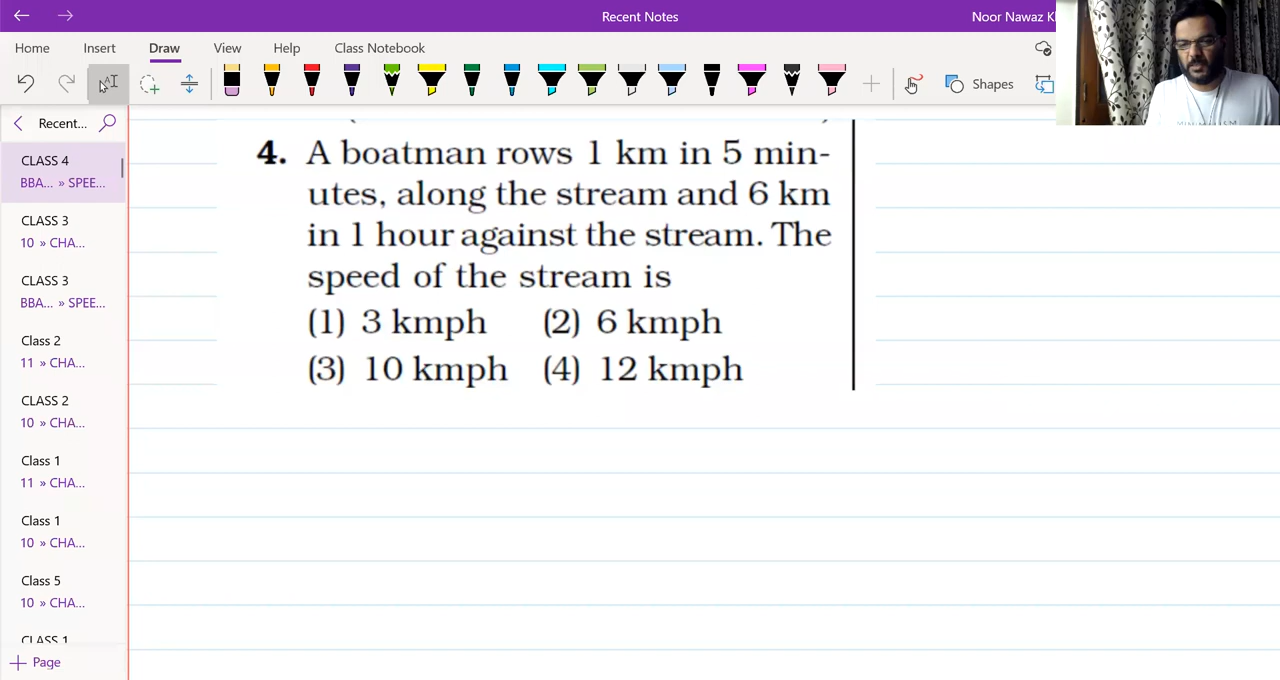 Recent Notes
Noor Nawaz
Home Insert Draw View Help Class Notebook
Shapes
Recent...
CLASS 4
BBA... » SPEE...
CLASS 3
10 » CHA...
CLASS 3
BBA... » SPEE...
Class 2
11 » CHA...
CLASS 2
10 » CHA...
Class 1
11 » CHA...
Class 1
10 » CHA...
Class 5
10 » CHA...
CLASS 1
Page
4. A boatman rows 1 km in 5 min-
utes, along the stream and 6 km
in 1 hour against the stream. The
speed of the stream is
(1) 3 kmph (2) 6 kmph
(3) 10 kmph (4) 12 kmph